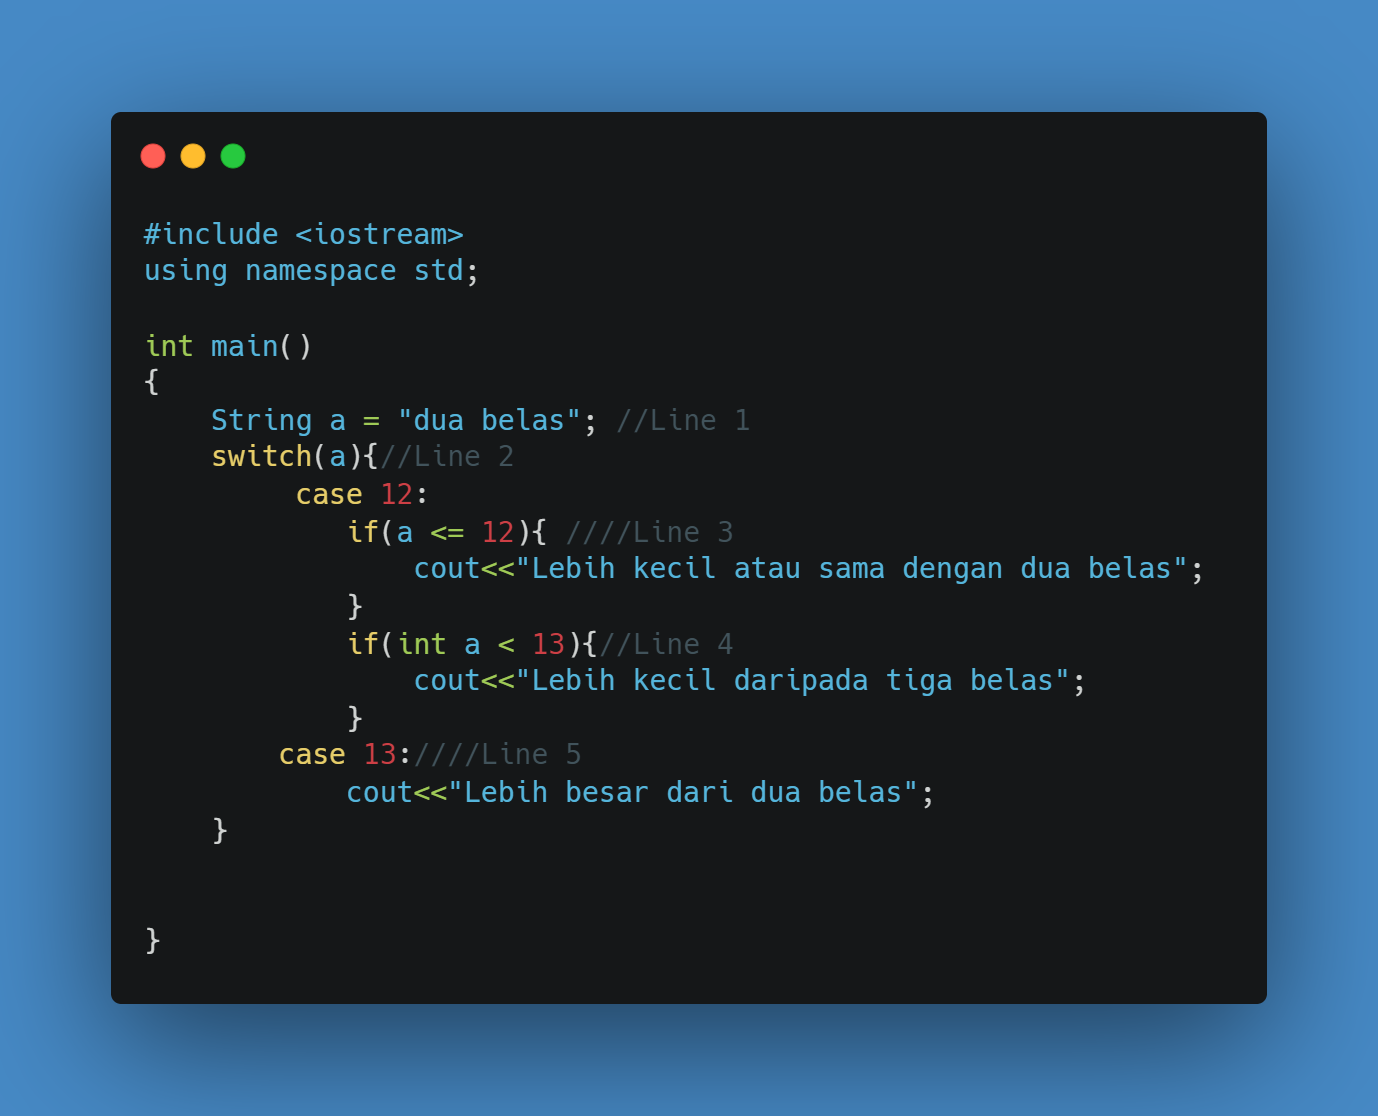 #include <iostream>
using namespace std;
int main()
{
String a = "dua belas"; //Line 1
switch(a){//Line 2
case 12:
if(a <= 12){ ////Line 3
cout<<"Lebih kecil atau sama dengan dua belas";
}
if(int a < 13){//Line 4
cout<<"Lebih kecil daripada tiga belas";
}
case 13:////Line 5
cout<<"Lebih besar dari dua belas";
}
}